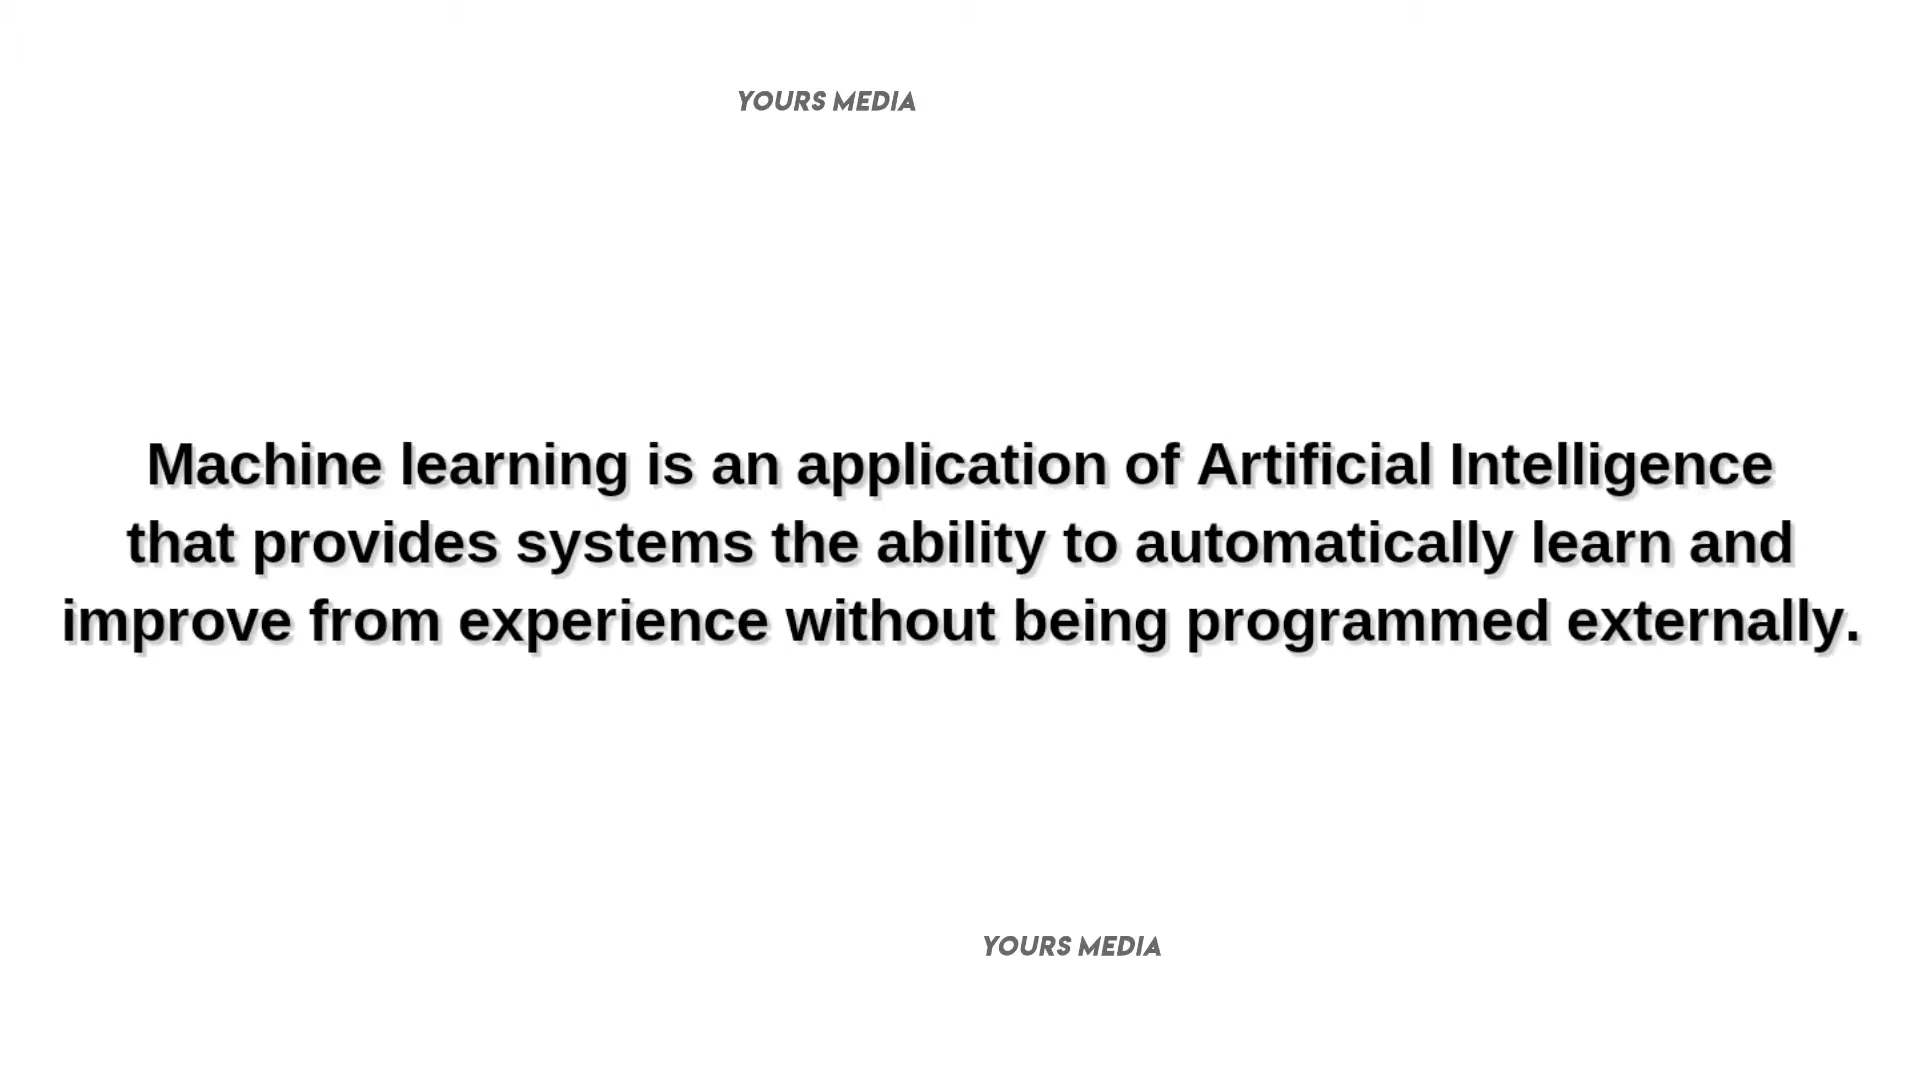 YOURS MEDIA
Machine learning is an application of Artificial Intelligence
that provides systems the ability to automatically learn and
improve from experience without being programmed externally.
YOURS MEDIA